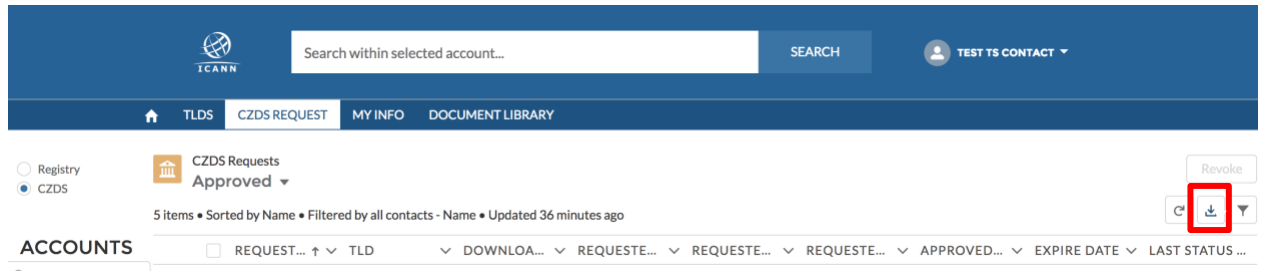 ICANN
Search within selected account...
SEARCH
TEST TS CONTACT
TLDS CZDS REQUEST MY INFO DOCUMENT LIBRARY
Registry
CZDS
CZDS Requests
Approved
Revoke
5 items • Sorted by Name • Filtered by all contacts - Name • Updated 36 minutes ago
ACCOUNTS
REQUEST... TLD DOWNLOA... REQUESTE... REQUESTE... REQUESTE... APPROVED... EXPIRE DATE LAST STATUS ...